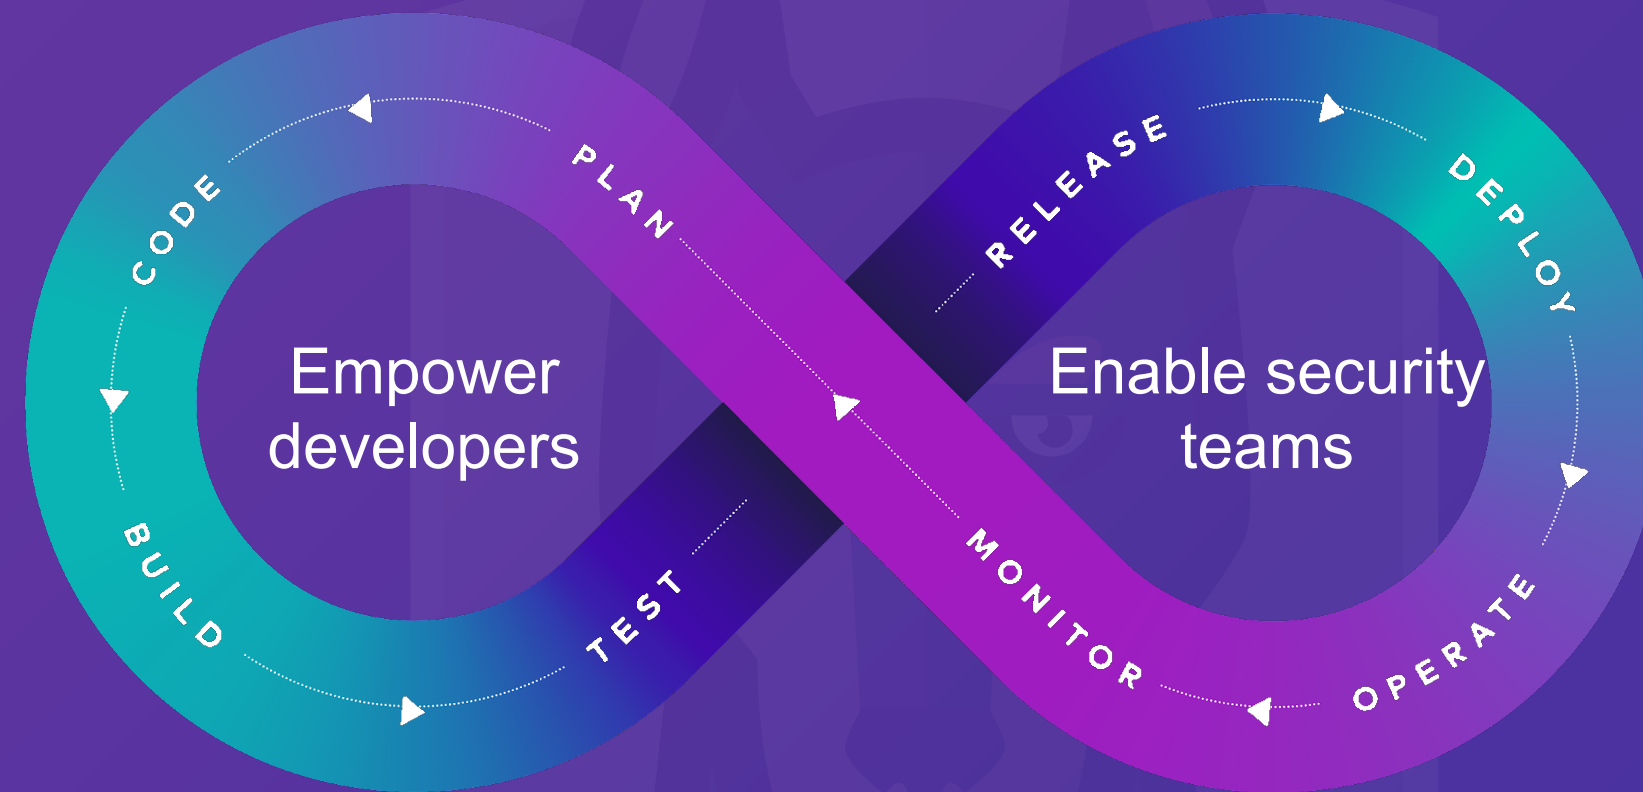 PLAN
CODE
BUILD
TEST
RELEASE
DEPLOY
OPERATE
MONITOR
Empower
developers
Enable security
teams